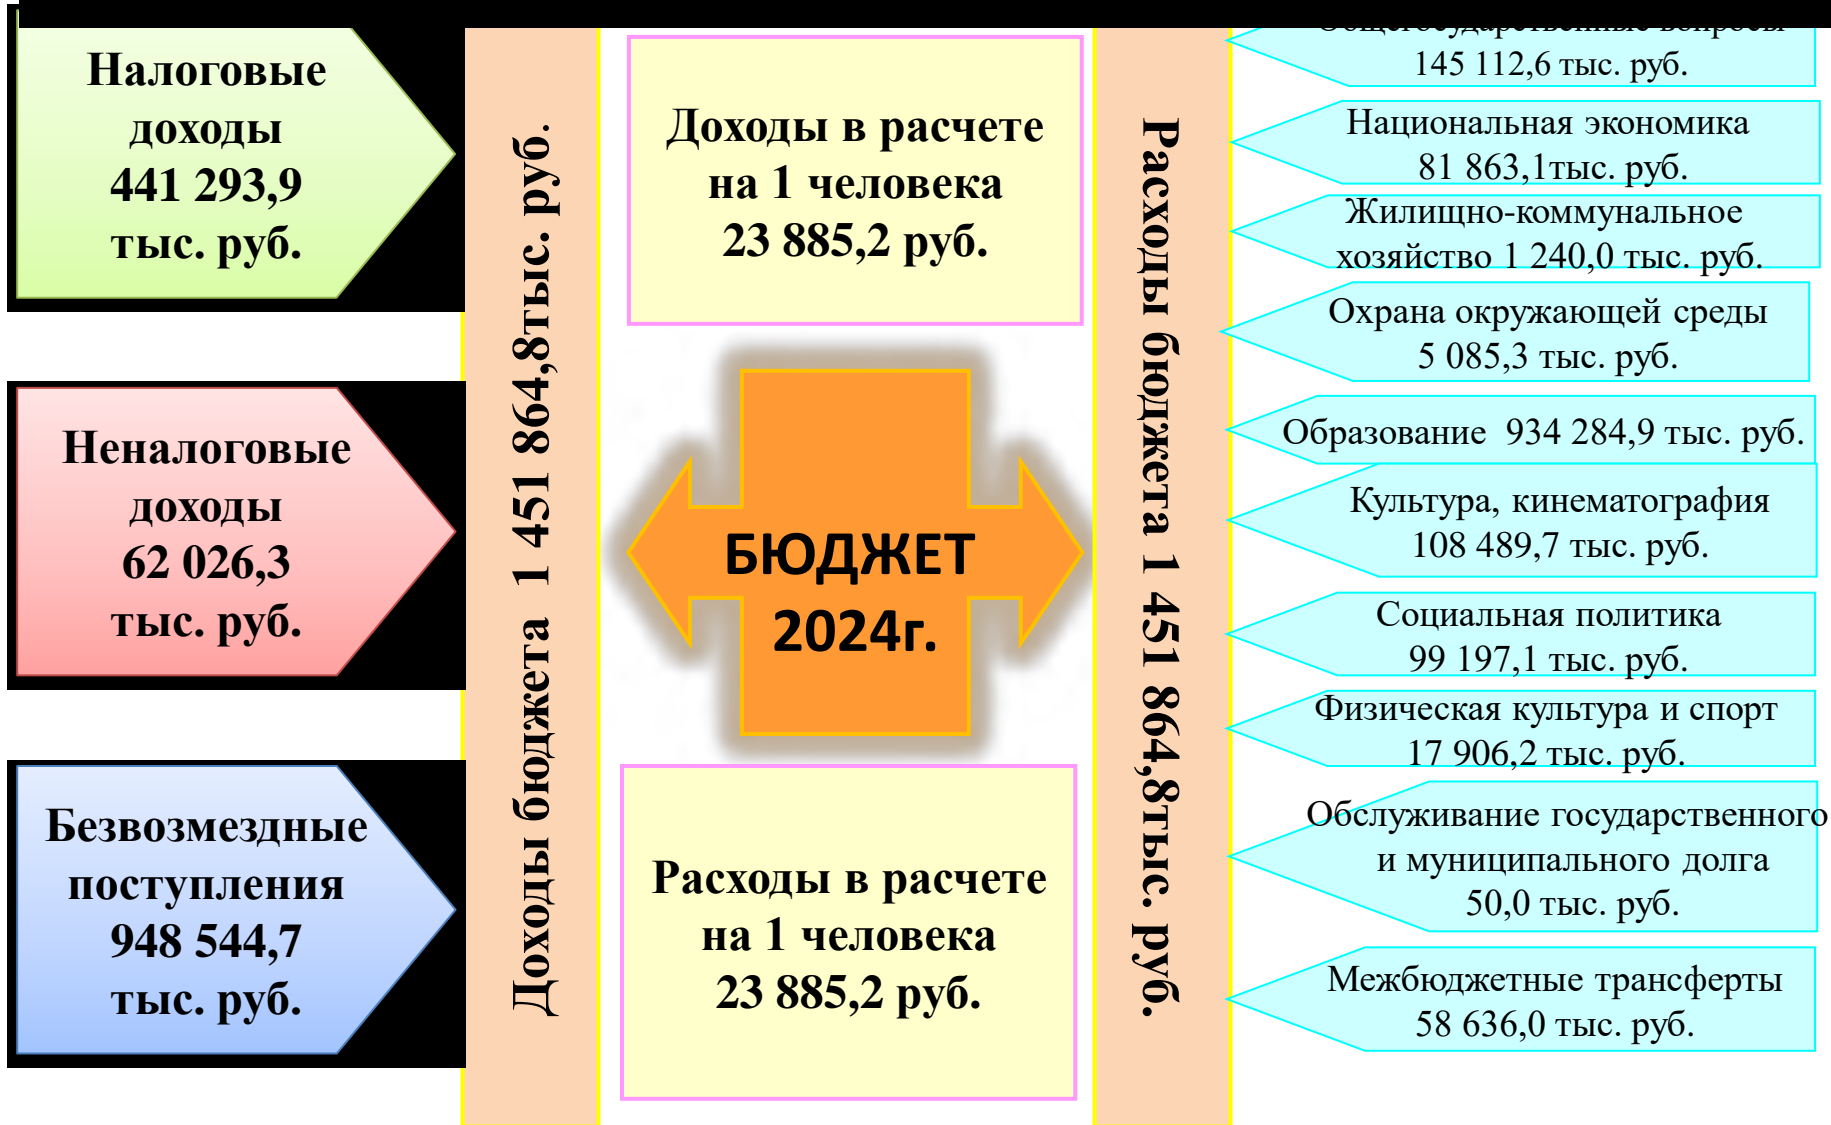 Налоговые
доходы
441 293,9
тыс. руб.
Неналоговые
доходы
62 026,3
тыс. руб.
Безвозмездные
поступления
948 544,7
тыс. руб.
Доходы бюджета 1 451 864,8тыс. руб.
Доходы в расчете
на 1 человека
23 885,2 руб.
БЮДЖЕТ
2024г.
Расходы в расчете
на 1 человека
23 885,2 руб.
Расходы бюджета 1 451 864,8тыс. руб.
Общегосударственные вопросы
145 112,6 тыс. руб.
Национальная экономика
81 863,1тыс. руб.
Жилищно-коммунальное
хозяйство 1 240,0 тыс. руб.
Охрана окружающей среды
5 085,3 тыс. руб.
Образование 934 284,9 тыс. руб.
Культура, кинематография
108 489,7 тыс. руб.
Социальная политика
99 197,1 тыс. руб.
Физическая культура и спорт
17 906,2 тыс. руб.
Обслуживание государственного
и муниципального долга
50,0 тыс. руб.
Межбюджетные трансферты
58 636,0 тыс. руб.